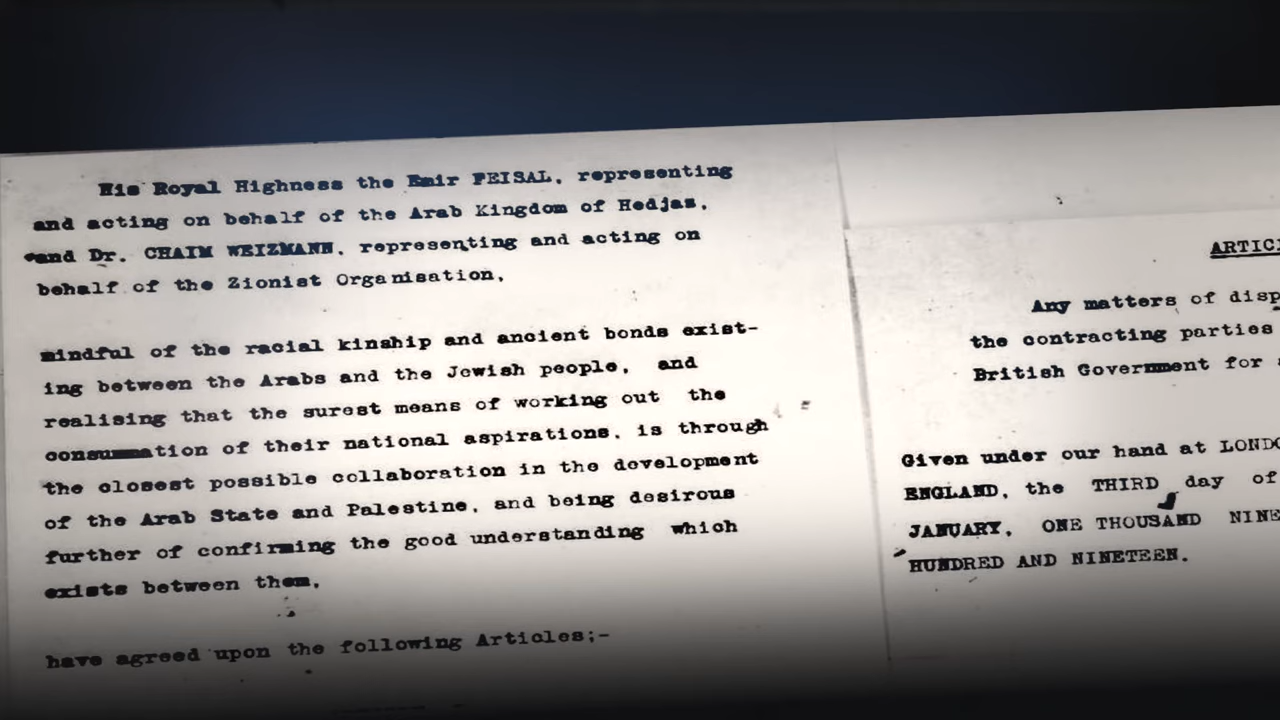 His Royal Highness the Emir FEISAL, representing
and acting on behalf of the Arab Kingdom of Hedjas,
and Dr. CHAIM WEIZMANN, representing and acting on
behalf of the Zionist Organisation,
mindful of the racial kinship and ancient bonds exist-
ing between the Arabs and the Jewish people, and
realising that the surest means of working out the
consummation of their national aspirations, is through
the closest possible collaboration in the development
of the Arab State and Palestine, and being desirous
further of confirming the good understanding which
exists between them,
have agreed upon the following Articles;-
ARTIC
Any matters of disp
the contracting parties
British Government for
Given under our hand at LONDO
ENGLAND, the THIRD day of
JANUARY, ONE THOUSAND NINE
HUNDRED AND NINETEEN.